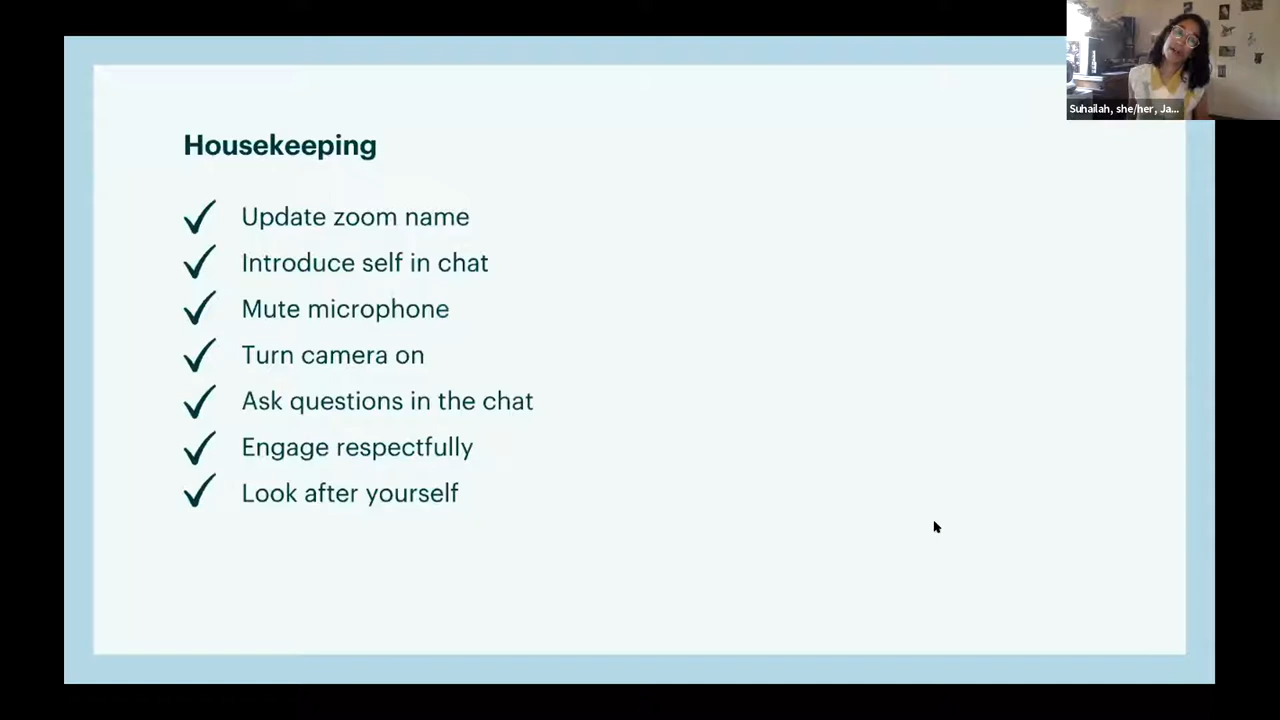 Suhailah, she/her, Ja...
Housekeeping
Update zoom name
Introduce self in chat
Mute microphone
Turn camera on
Ask questions in the chat
Engage respectfully
Look after yourself